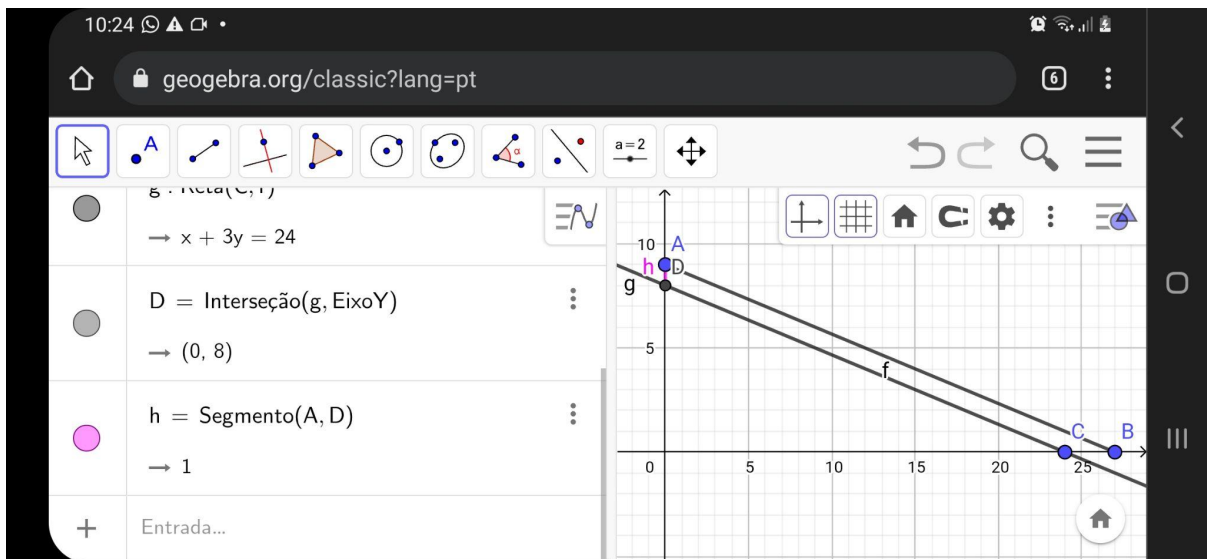 10:24
geogebra.org/classic?lang=pt
6
A
α
a=2
→ x + 3y = 24
D = Interseção(g, EixoY)
→ (0, 8)
h = Segmento(A, D)
→ 1
+ Entrada...
10
A
h
D
g
5
f
C
B
0
5
10
15
20
25